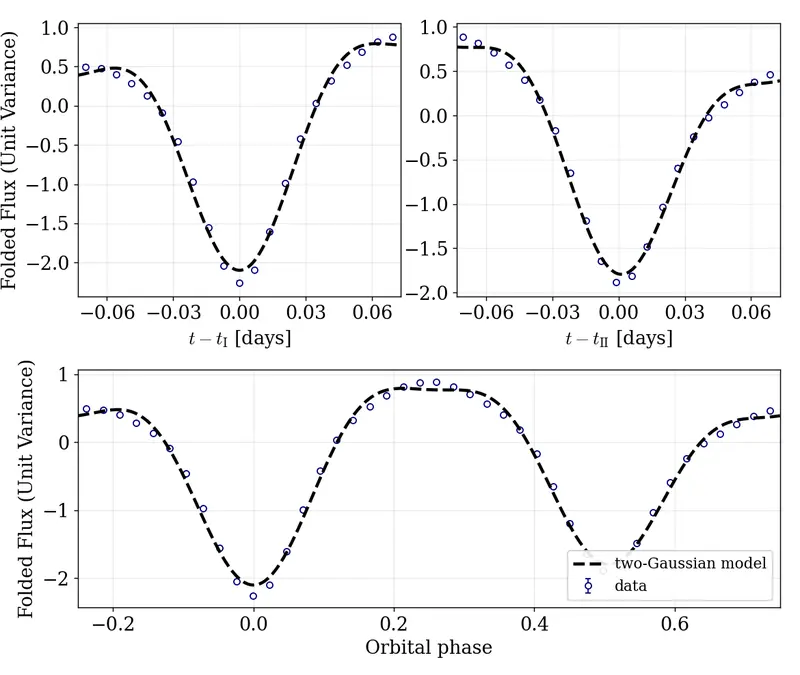 Folded Flux (Unit Variance)
1.0
0.5
0.0
−0.5
−1.0
−1.5
−2.0
−0.06 −0.03 0.00 0.03 0.06
t − tI [days]
1.0
0.5
0.0
−0.5
−1.0
−1.5
−2.0
−0.06 −0.03 0.00 0.03 0.06
t − tII [days]
Folded Flux (Unit Variance)
1
0
−1
−2
−0.2 0.0 0.2 0.4 0.6
Orbital phase
two-Gaussian model
data